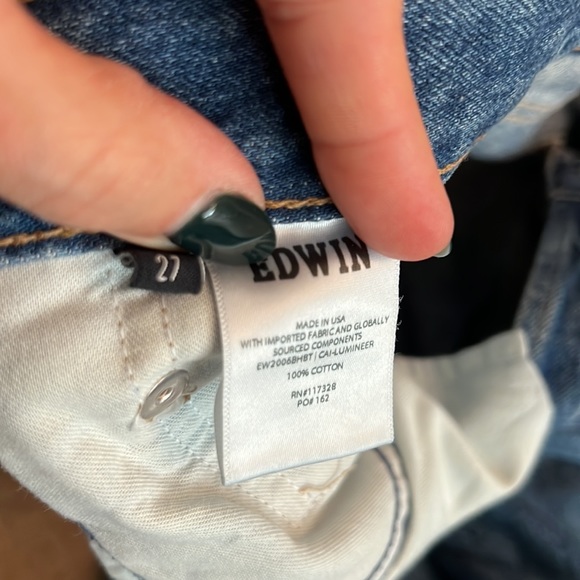 27
EDWIN
MADE IN USA
WITH IMPORTED FABRIC AND GLOBALLY
SOURCED COMPONENTS
EW2006BHBT | CAI-LUMINEER
100% COTTON
RN#117328
PO# 162